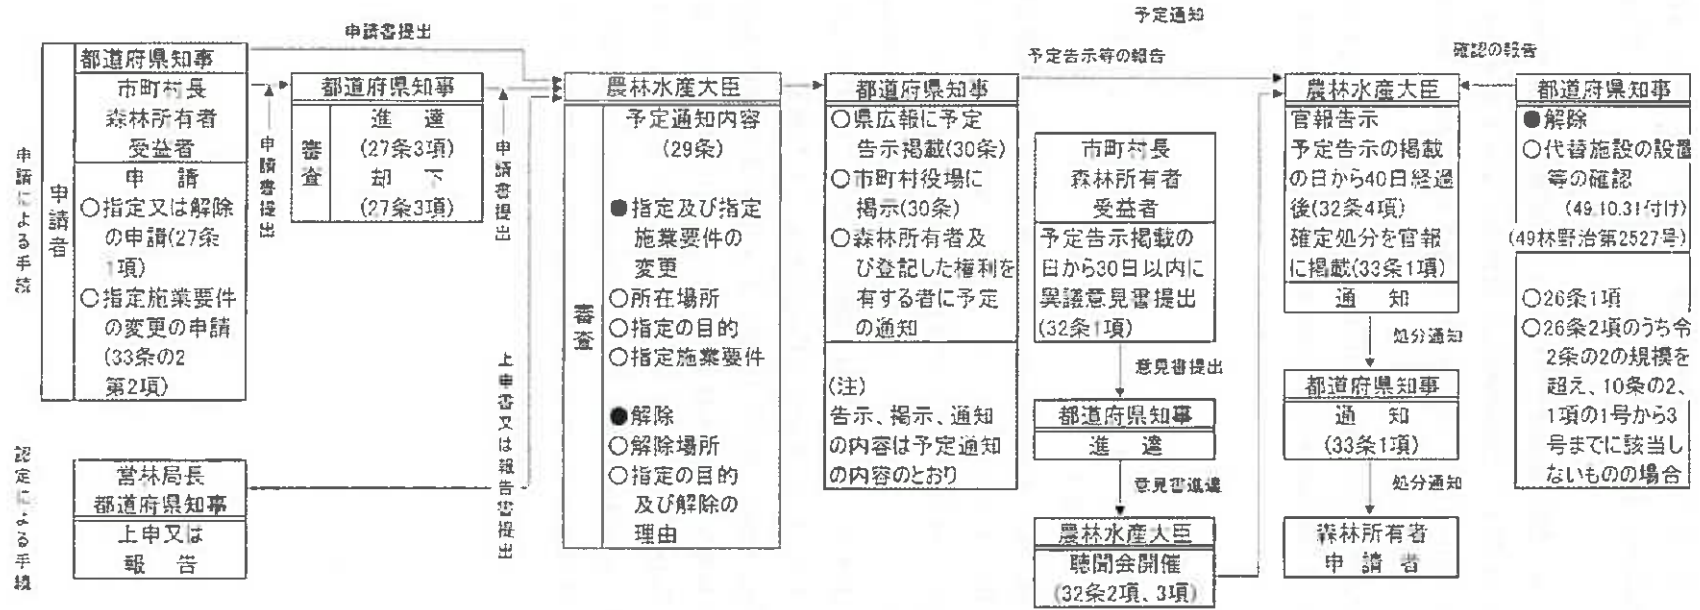 予定通知
申請書提出
予定告示等の報告
確認の報告
申請による手続
申請者
都道府県知事
市町村長
森林所有者
受益者
申 請
○指定又は解除
の申請(27条
1項)
○指定施業要件
の変更の申請
(33条の2
第2項)
申請書提出
都道府県知事
審査
進 達
(27条3項)
却 下
(27条3項)
申請書提出
上申書又は報告書提出
認定による手続
営林局長
都道府県知事
上申又は
報 告
農林水産大臣
審査
予定通知内容
(29条)
●指定及び指定
施業要件の
変更
○所在場所
○指定の目的
○指定施業要件
●解除
○解除場所
○指定の目的
及び解除の
理由
都道府県知事
○県広報に予定
告示掲載(30条)
○市町村役場に
掲示(30条)
○森林所有者及
び登記した権利を
有する者に予定
の通知
(注)
告示、掲示、通知
の内容は予定通知
の内容のとおり
市町村長
森林所有者
受益者
予定告示掲載の
日から30日以内に
異議意見書提出
(32条1項)
意見書提出
都道府県知事
進 達
意見書進達
農林水産大臣
聴聞会開催
(32条2項、3項)
農林水産大臣
官報告示
予定告示の掲載
の日から40日経過
後(32条4項)
確定処分を官報
に掲載(33条1項)
通 知
処分通知
都道府県知事
通 知
(33条1項)
処分通知
森林所有者
申 請 者
都道府県知事
●解除
○代替施設の設置
等の確認
(49.10.31付け)
(49林野治第2527号)
○26条1項
○26条2項のうち令
2条の2の規模を
超え、10条の2、
1項の1号から3
号までに該当し
ないものの場合